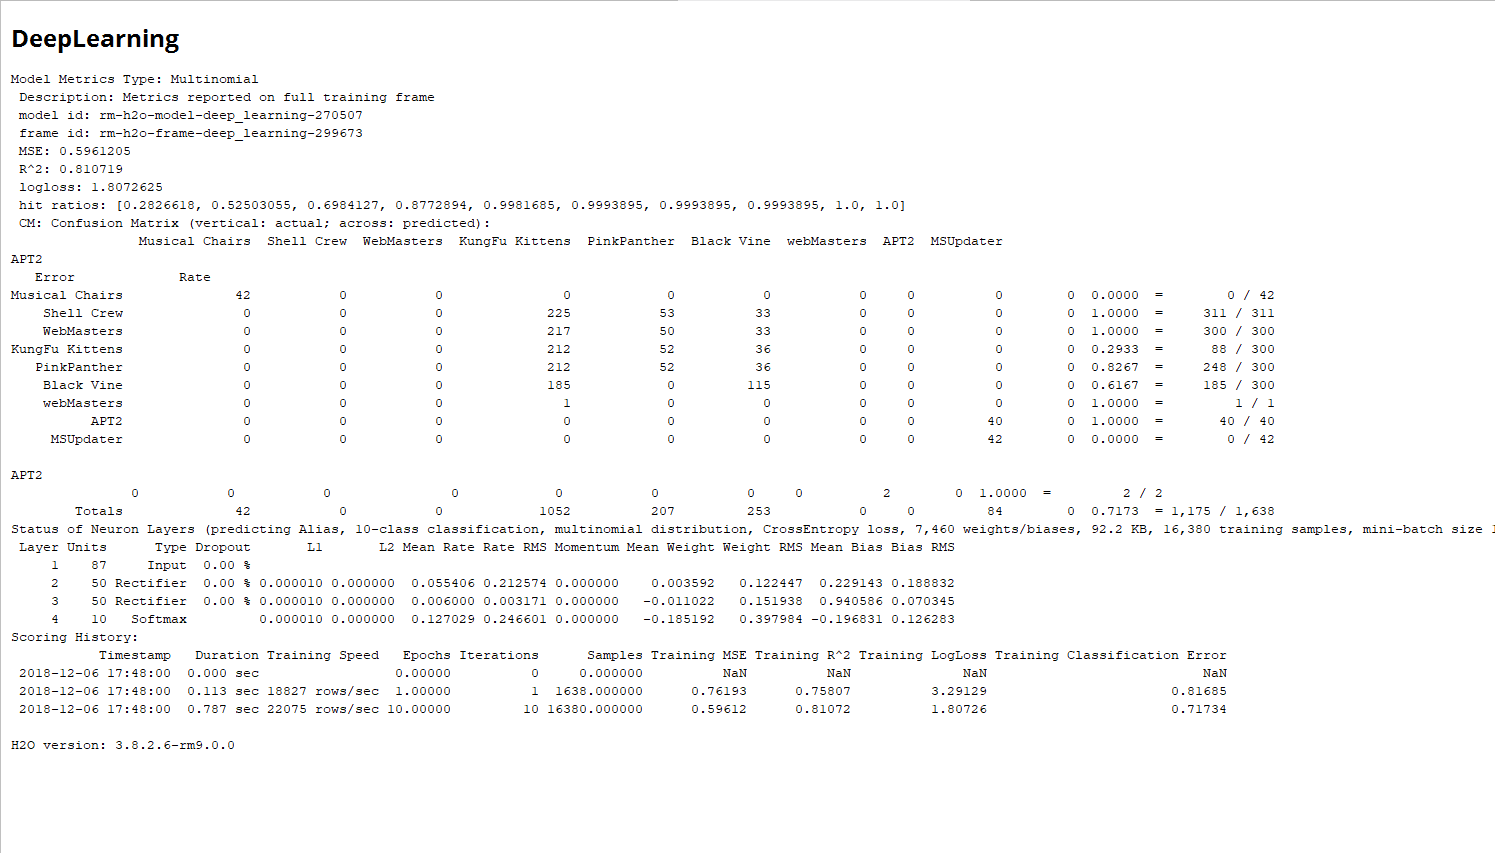 DeepLearning
Model Metrics Type: Multinomial
Description: Metrics reported on full training frame
model id: rm-h2o-model-deep_learning-270507
frame id: rm-h2o-frame-deep_learning-299673
MSE: 0.5961205
R^2: 0.810719
logloss: 1.8072625
hit ratios: [0.2826618, 0.52503055, 0.6984127, 0.8772894, 0.9981685, 0.9993895, 0.9993895, 0.9993895, 1.0, 1.0]
CM: Confusion Matrix (vertical: actual; across: predicted):
Musical Chairs Shell Crew WebMasters KungFu Kittens PinkPanther Black Vine webMasters APT2 MSUpdater
APT2
Error Rate
Musical Chairs 42 0 0 0 0 0 0 0 0 0 0.0000 = 0 / 42
Shell Crew 0 0 0 225 53 33 0 0 0 0 1.0000 = 311 / 311
WebMasters 0 0 0 217 50 33 0 0 0 0 1.0000 = 300 / 300
KungFu Kittens 0 0 0 212 52 36 0 0 0 0 0.2933 = 88 / 300
PinkPanther 0 0 0 212 52 36 0 0 0 0 0.8267 = 248 / 300
Black Vine 0 0 0 185 0 115 0 0 0 0 0.6167 = 185 / 300
webMasters 0 0 0 1 0 0 0 0 0 0 1.0000 = 1 / 1
APT2 0 0 0 0 0 0 0 0 40 0 1.0000 = 40 / 40
MSUpdater 0 0 0 0 0 0 0 0 42 0 0.0000 = 0 / 42
APT2
0 0 0 0 0 0 0 0 2 0 1.0000 = 2 / 2
Totals 42 0 0 1052 207 253 0 0 84 0 0.7173 = 1,175 / 1,638
Status of Neuron Layers (predicting Alias, 10-class classification, multinomial distribution, CrossEntropy loss, 7,460 weights/biases, 92.2 KB, 16,380 training samples, mini-batch size
Layer Units Type Dropout L1 L2 Mean Rate Rate RMS Momentum Mean Weight Weight RMS Mean Bias Bias RMS
1 87 Input 0.00 %
2 50 Rectifier 0.00 % 0.000010 0.000000 0.055406 0.212574 0.000000 0.003592 0.122447 0.229143 0.188832
3 50 Rectifier 0.00 % 0.000010 0.000000 0.006000 0.003171 0.000000 -0.011022 0.151938 0.940586 0.070345
4 10 Softmax 0.000010 0.000000 0.127029 0.246601 0.000000 -0.185192 0.397984 -0.196831 0.126283
Scoring History:
Timestamp Duration Training Speed Epochs Iterations Samples Training MSE Training R^2 Training LogLoss Training Classification Error
2018-12-06 17:48:00 0.000 sec 0.00000 0 0.000000 NaN NaN NaN NaN
2018-12-06 17:48:00 0.113 sec 18827 rows/sec 1.00000 1 1638.000000 0.76193 0.75807 3.29129 0.81685
2018-12-06 17:48:00 0.787 sec 22075 rows/sec 10.00000 10 16380.000000 0.59612 0.81072 1.80726 0.71734
H2O version: 3.8.2.6-rm9.0.0